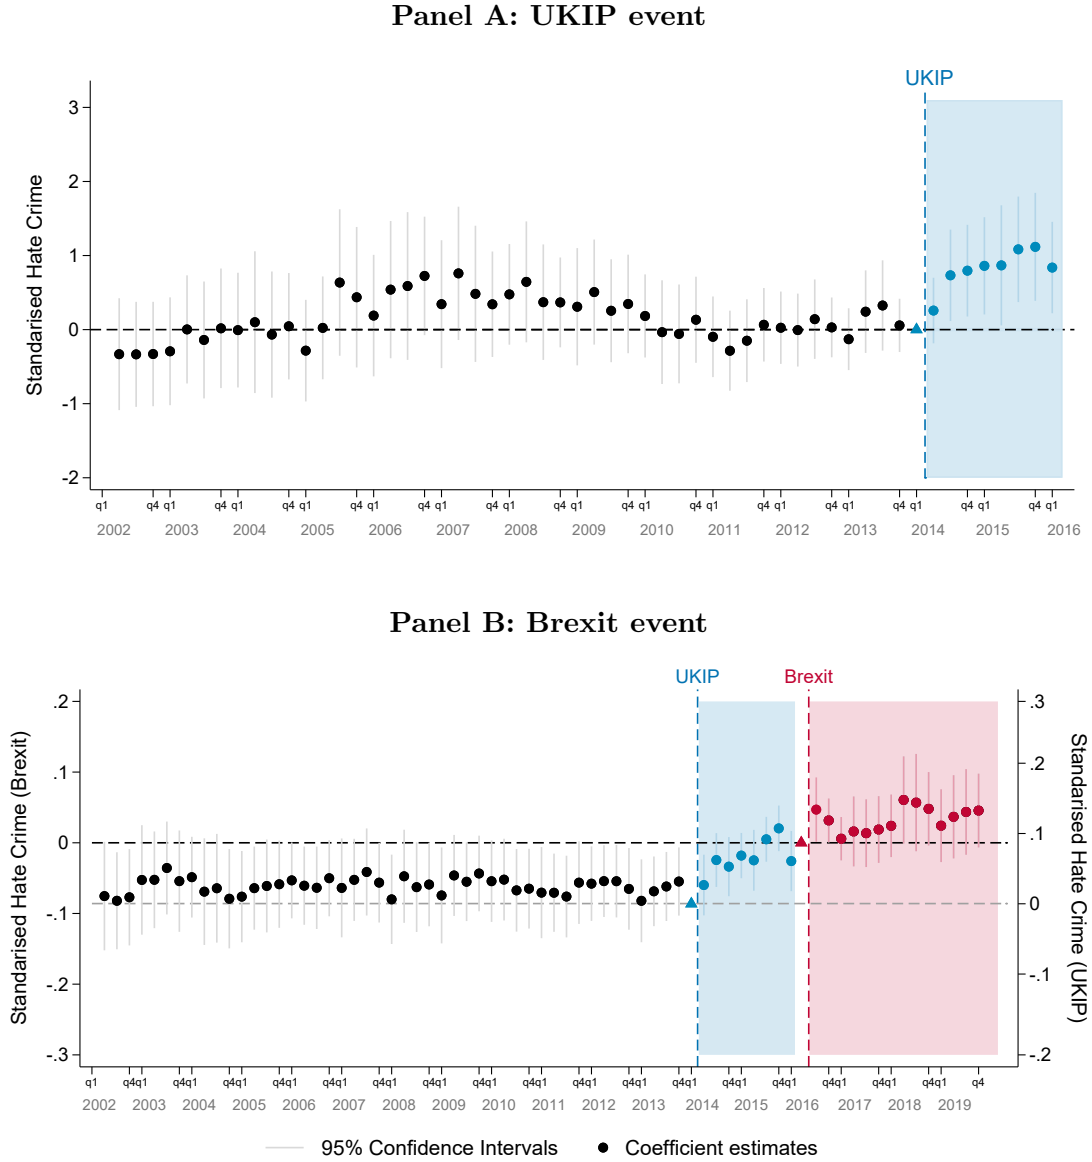 Panel A: UKIP event
UKIP
Standarised Hate Crime
3
2
1
0
-1
-2
q1 q4 q1 q4 q1 q4 q1 q4 q1 q4 q1 q4 q1 q4 q1 q4 q1 q4 q1 q4 q1 q4 q1 q4 q1 q4 q1 q4 q1
2002 2003 2004 2005 2006 2007 2008 2009 2010 2011 2012 2013 2014 2015 2016
Panel B: Brexit event
UKIP Brexit
Standarised Hate Crime (Brexit)
.2
.1
0
-.1
-.2
-.3
.3
.2
.1
0
-.1
-.2
Standarised Hate Crime (UKIP)
q1 q4q1 q4q1 q4q1 q4q1 q4q1 q4q1 q4q1 q4q1 q4q1 q4q1 q4q1 q4q1 q4q1 q4q1 q4q1 q4q1 q4q1 q4
2002 2003 2004 2005 2006 2007 2008 2009 2010 2011 2012 2013 2014 2015 2016 2017 2018 2019
95% Confidence Intervals Coefficient estimates